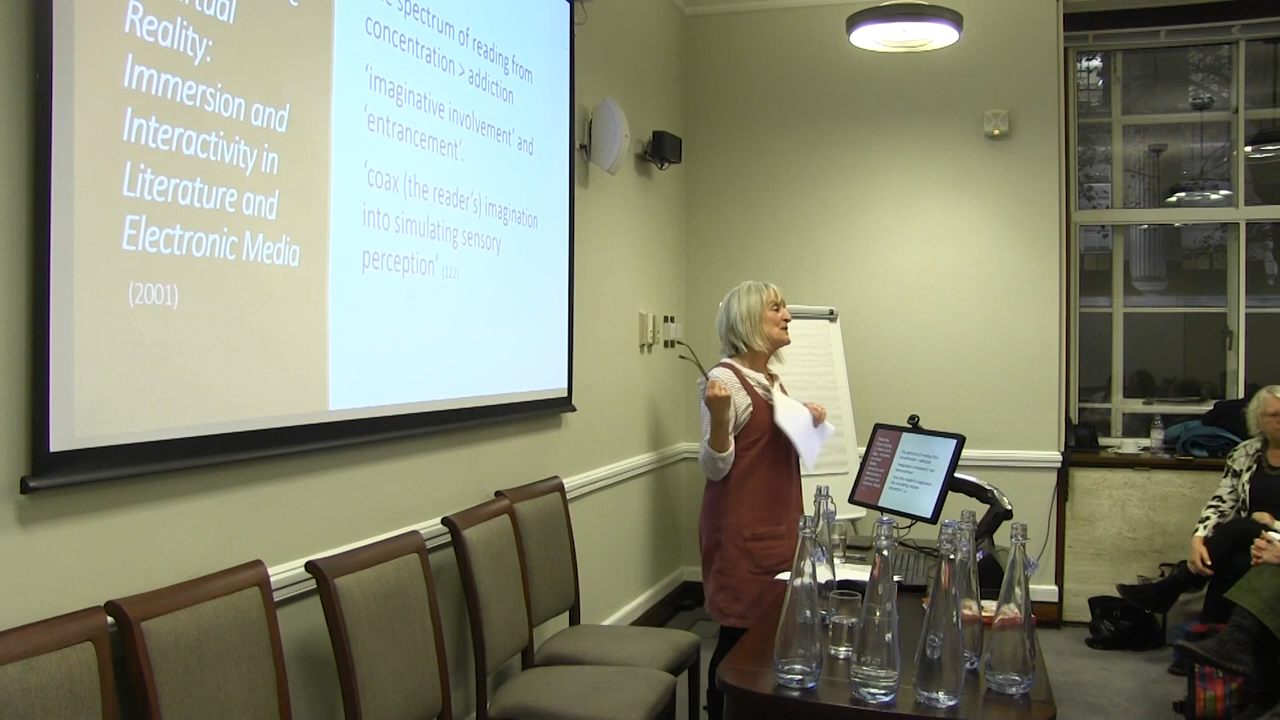 Reality:
Immersion and
Interactivity in
Literature and
Electronic Media
(2001)
spectrum of reading from
concentration > addiction
‘imaginative involvement’ and
‘entrancement’.
‘coax (the reader’s) imagination
into simulating sensory
perception’ (122)